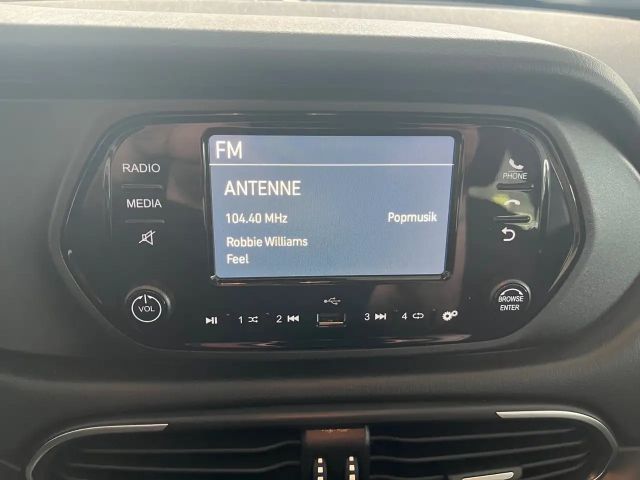 FM
RADIO
ANTENNE
PHONE
MEDIA
104.40 MHz Popmusik
Robbie Williams
Feel
VOL
BROWSE
ENTER
1 2 3 4